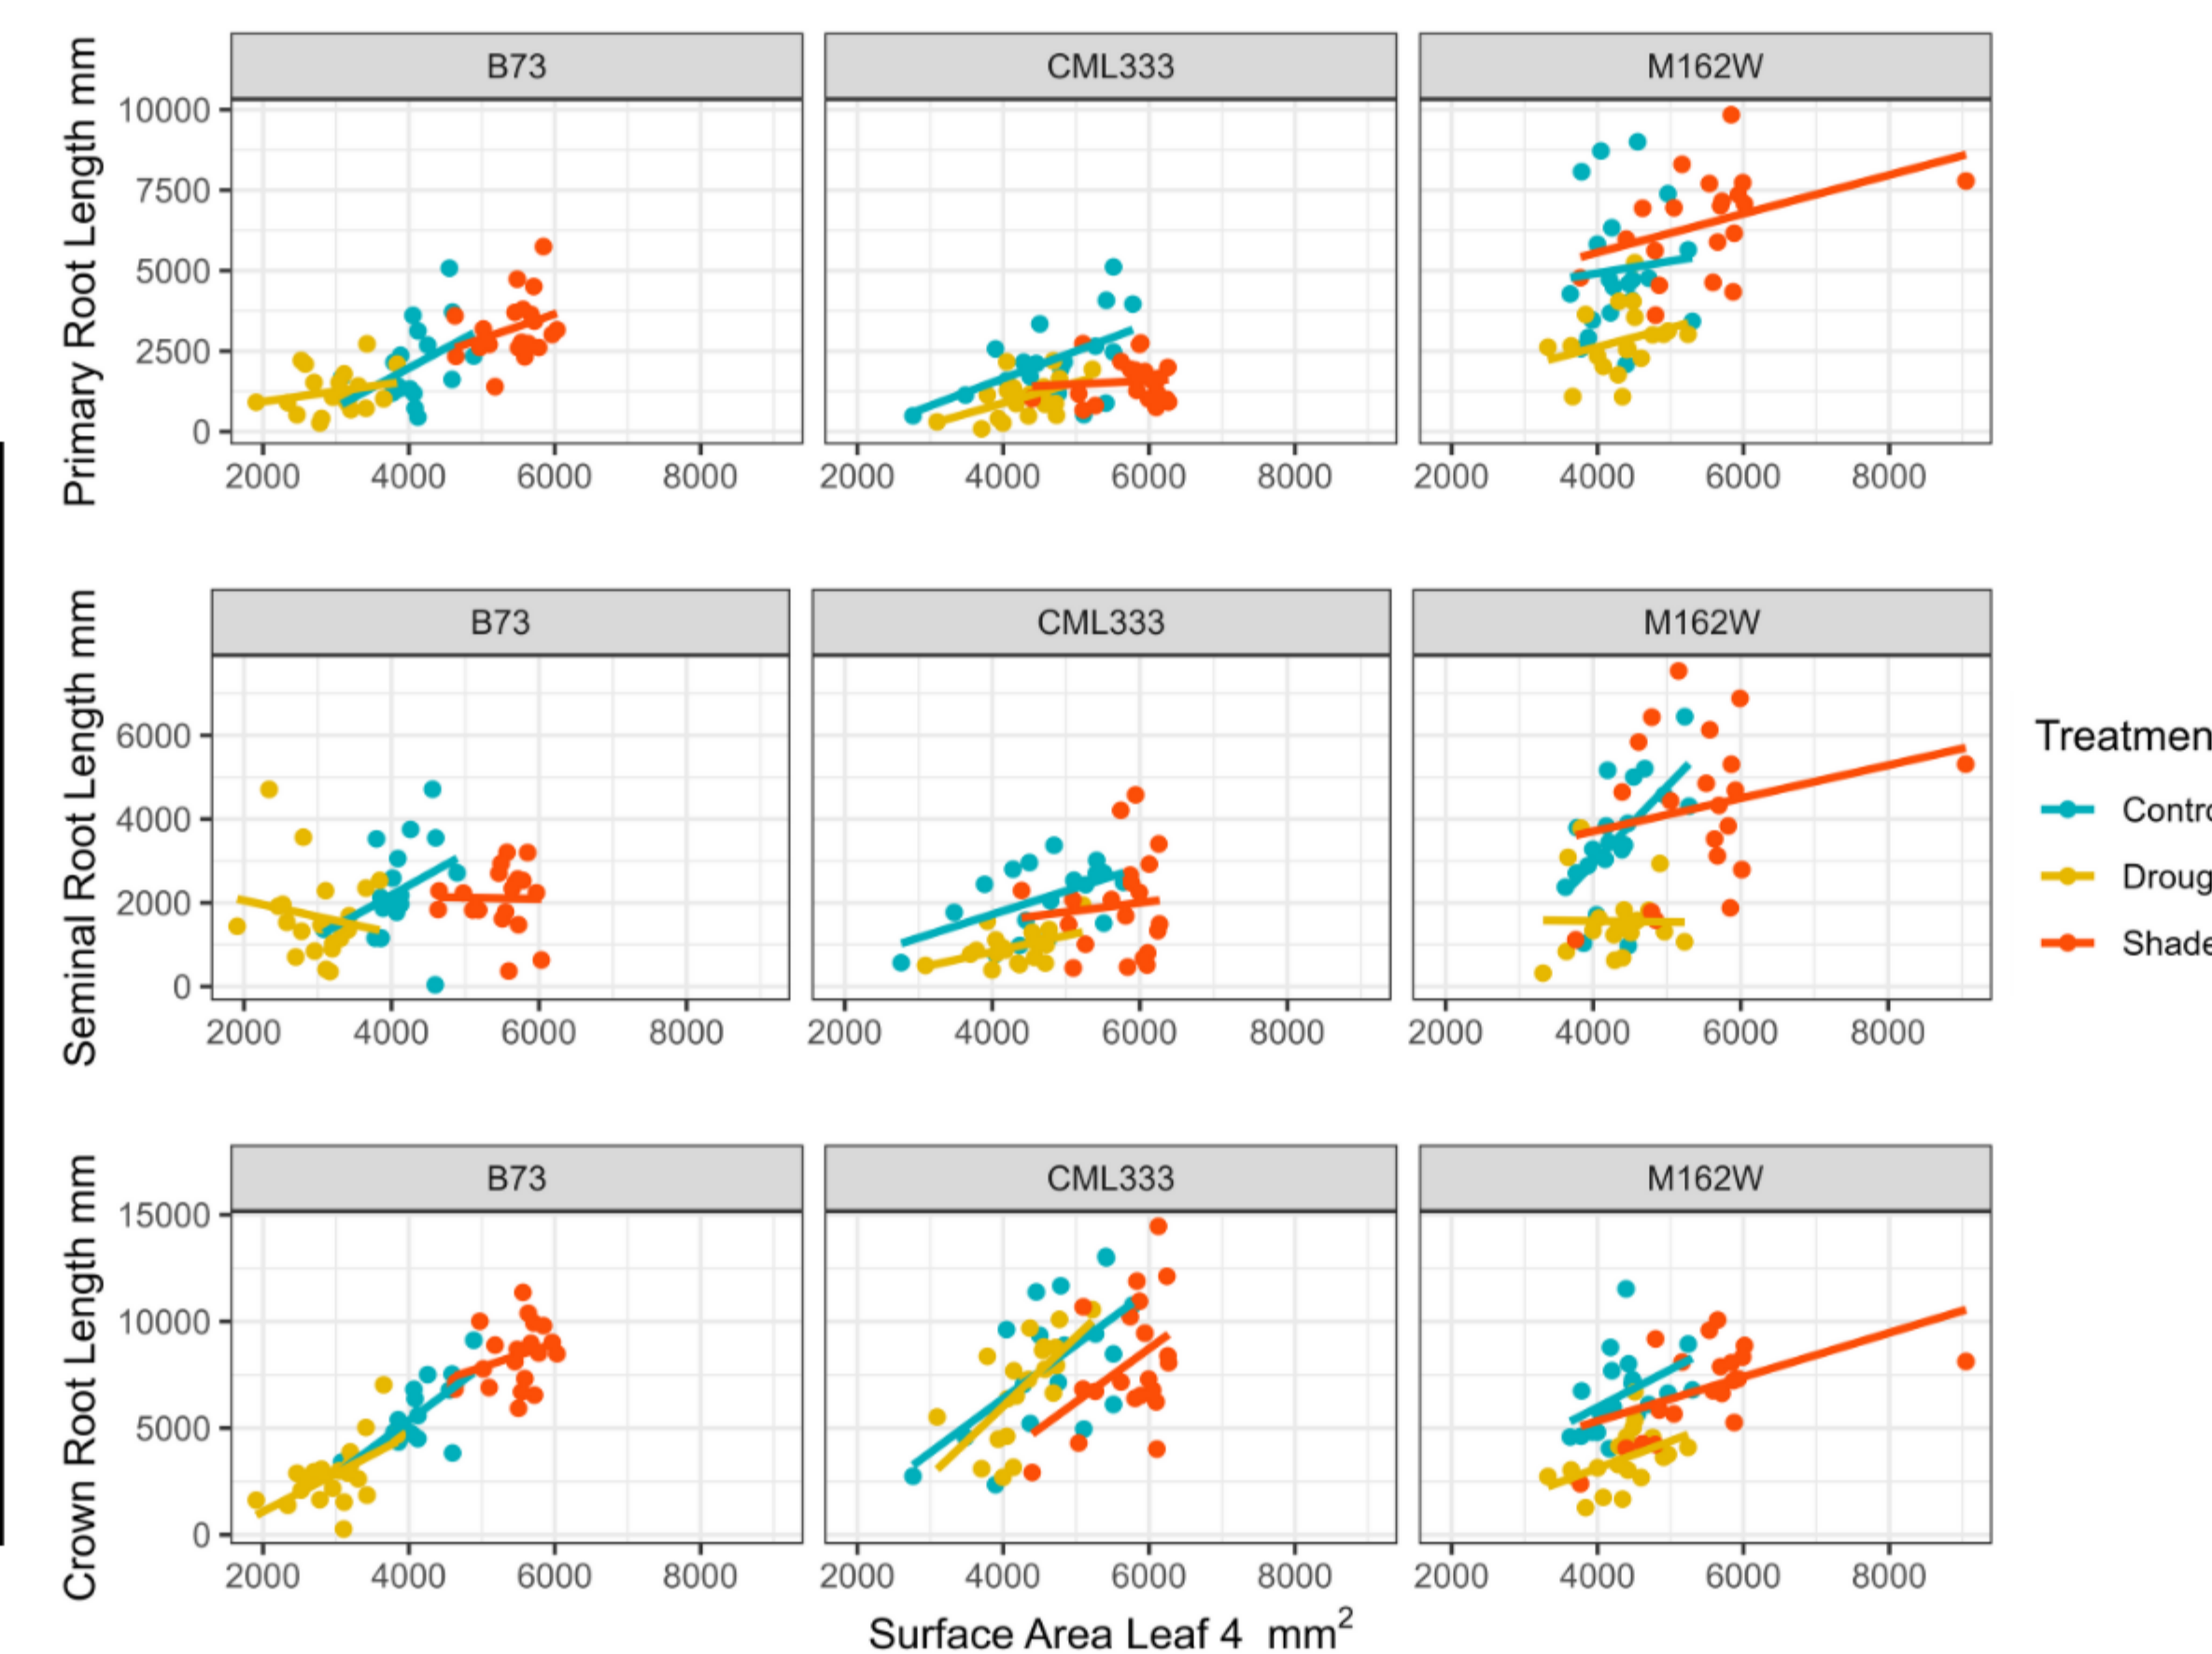 Primary Root Length mm
B73 CML333 M162W
10000
7500
5000
2500
0
2000 4000 6000 8000 2000 4000 6000 8000 2000 4000 6000 8000
Seminal Root Length mm
B73 CML333 M162W
6000
4000
2000
0
2000 4000 6000 8000 2000 4000 6000 8000 2000 4000 6000 8000
Treatmen
Contro
Droug
Shade
Crown Root Length mm
B73 CML333 M162W
15000
10000
5000
0
2000 4000 6000 8000 2000 4000 6000 8000 2000 4000 6000 8000
Surface Area Leaf 4 mm²